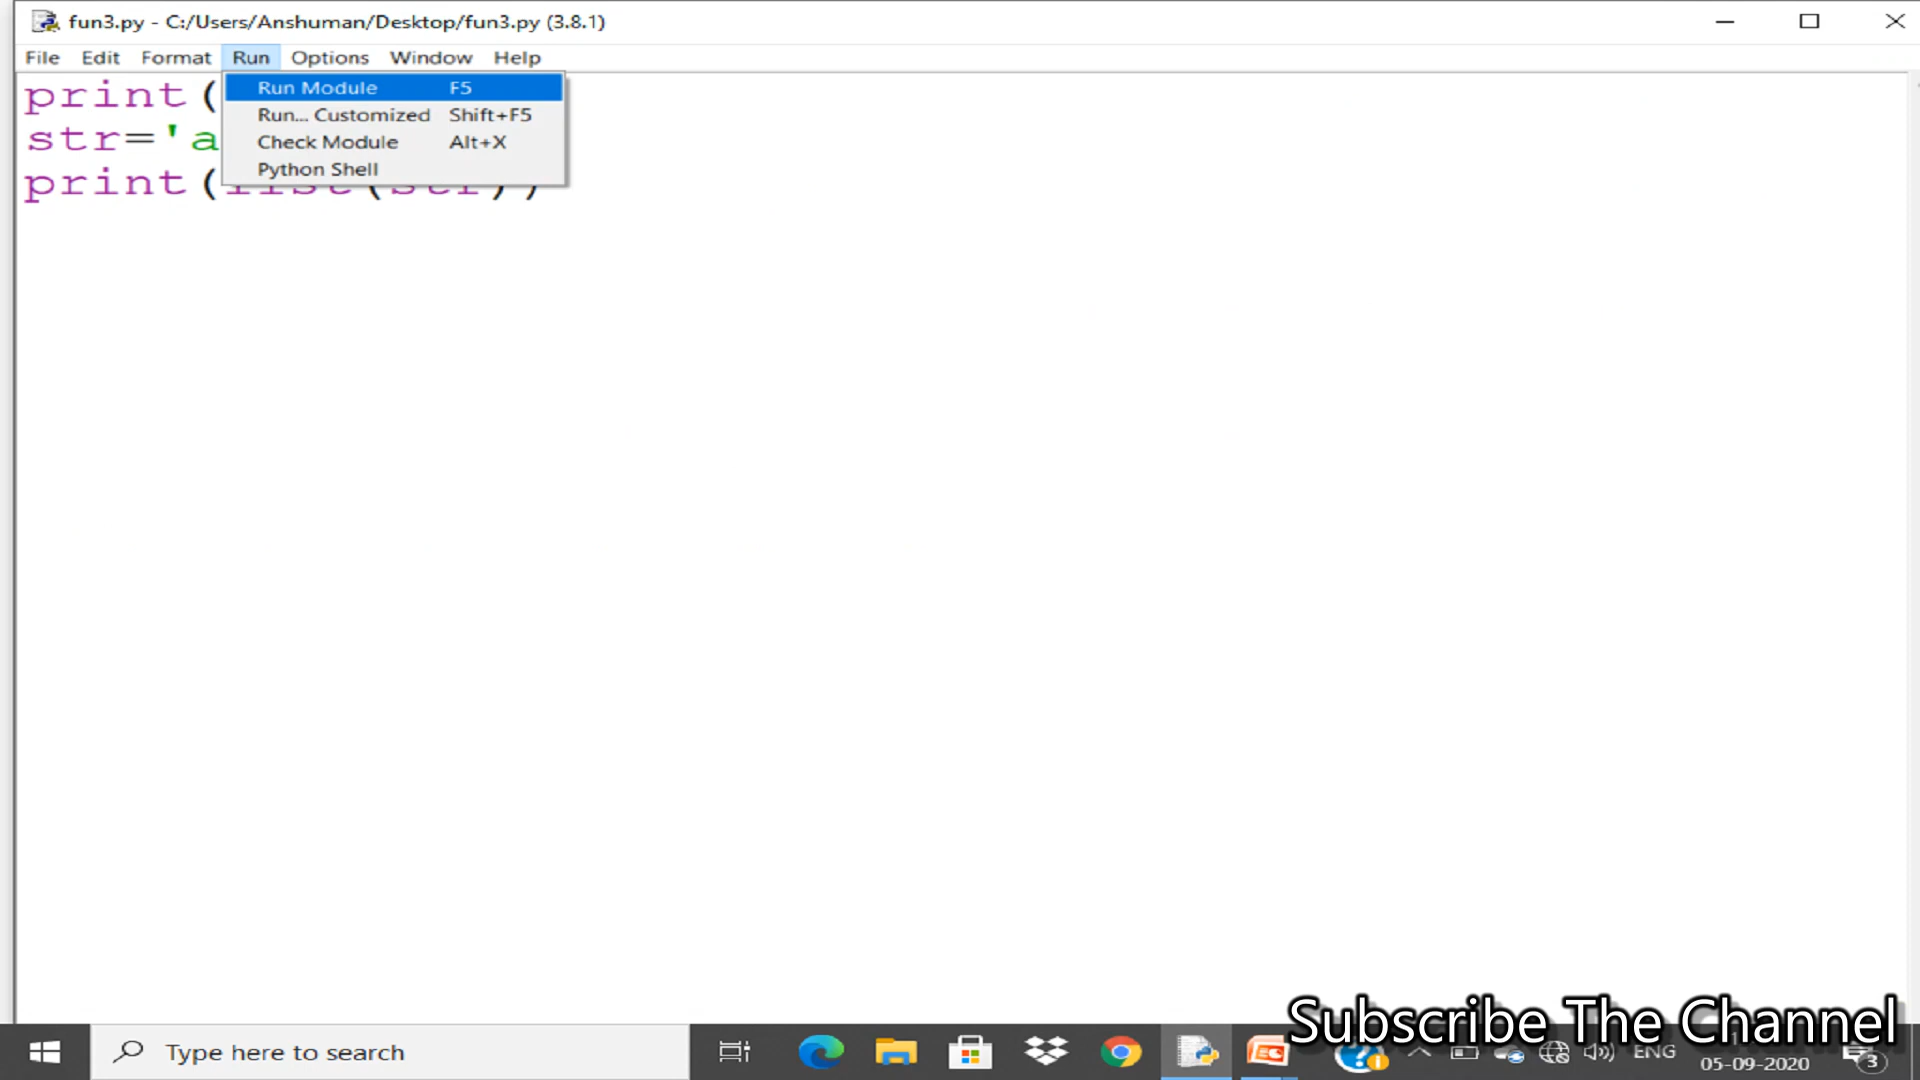 fun3.py - C:/Users/Anshuman/Desktop/fun3.py (3.8.1)
File Edit Format Run Options Window Help
print(
Run Module F5
Run... Customized Shift+F5
str='a
Check Module Alt+X
Python Shell
print(list(str))
Subscribe The Channel
Type here to search
ENG
05-09-2020
3